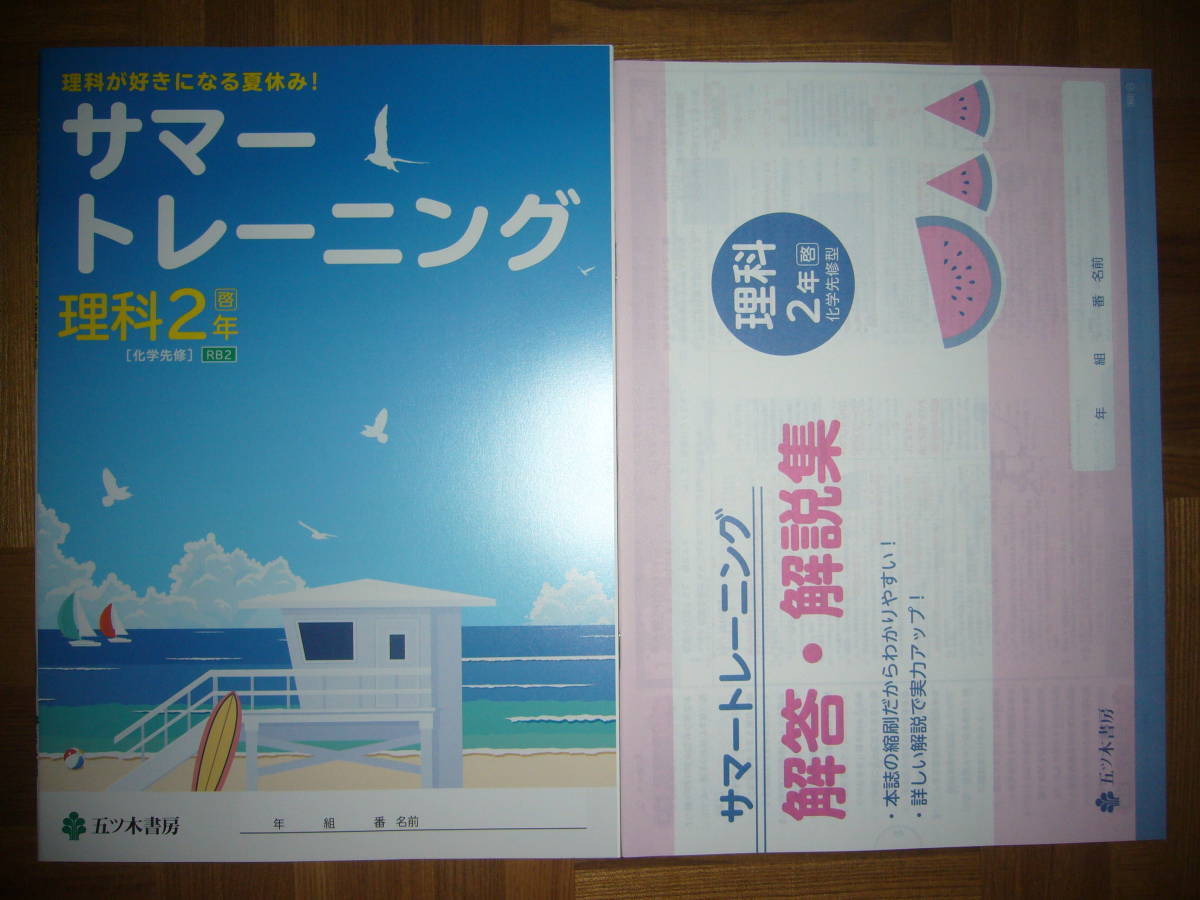 理科が好きになる夏休み!
サマー
トレーニング
理科2年 啓
[化学先修] RB2
五ツ木書房
年 組 番 名前
理科
2年 啓
化学先修型
サマートレーニング
解答・解説集
・本誌の縮刷だからわかりやすい!
・詳しい解説で実力アップ!
年 組 番 名前
五ツ木書房